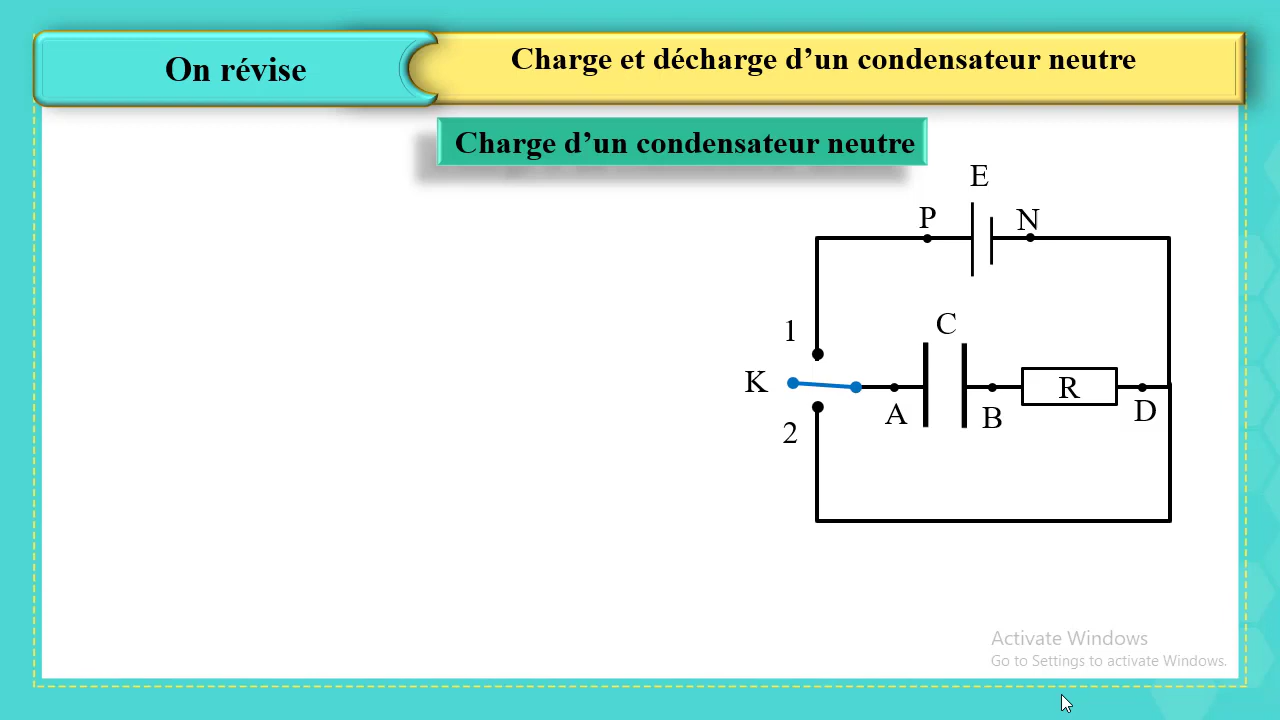 On révise
Charge et décharge d’un condensateur neutre
Charge d’un condensateur neutre
E
P
N
1
C
K
R
A
B
D
2
Activate Windows
Go to Settings to activate Windows.